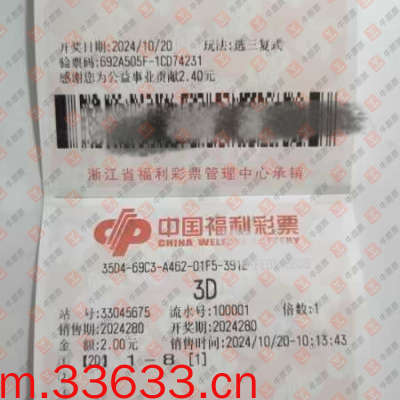 开奖日期:2024/10/20 玩法:选三复式
验票码:692A505F-1CD74231
感谢您为公益事业贡献2.40元
浙江省福利彩票管理中心承销
中国福利彩票
CHINA WELFARE LOTTERY
35D4-69C3-A462-01F5-391E
3D
站 号:33045675 流水号:100001 倍数:1
销售期:2024280 开奖期:2024280
金 额:2.00元 销售时间:2024/10/20-10:13:43
① 【2D】 1 - 8 [1]
m.33633.cn